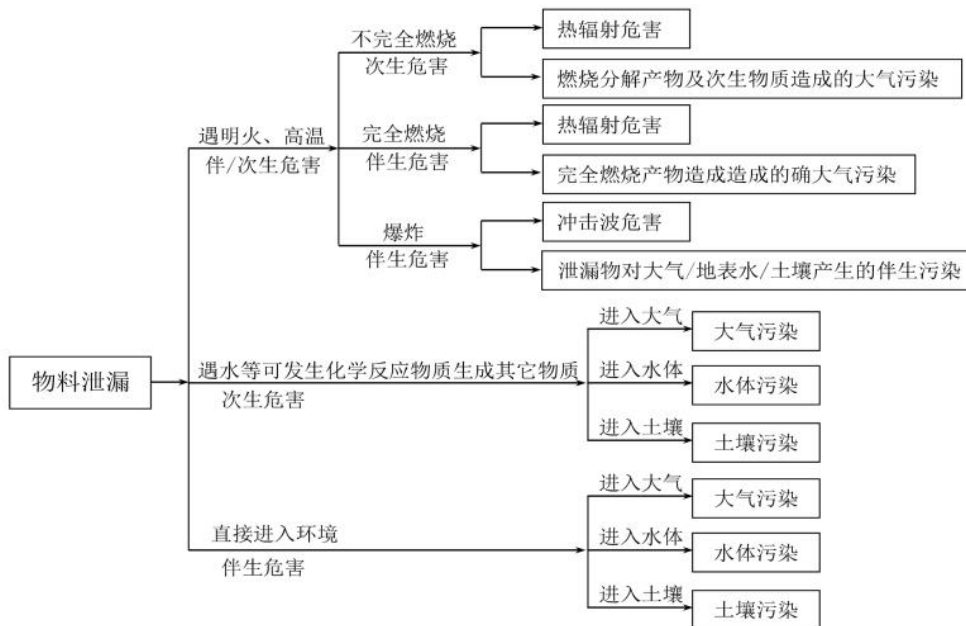 不完全燃烧
次生危害
热辐射危害
燃烧分解产物及次生物质造成的大气污染
遇明火、高温
伴/次生危害
完全燃烧
伴生危害
热辐射危害
完全燃烧产物造成造成的确大气污染
爆炸
伴生危害
冲击波危害
泄漏物对大气/地表水/土壤产生的伴生污染
物料泄漏
遇水等可发生化学反应物质生成其它物质
次生危害
进入大气
大气污染
进入水体
水体污染
进入土壤
土壤污染
直接进入环境
伴生危害
进入大气
大气污染
进入水体
水体污染
进入土壤
土壤污染